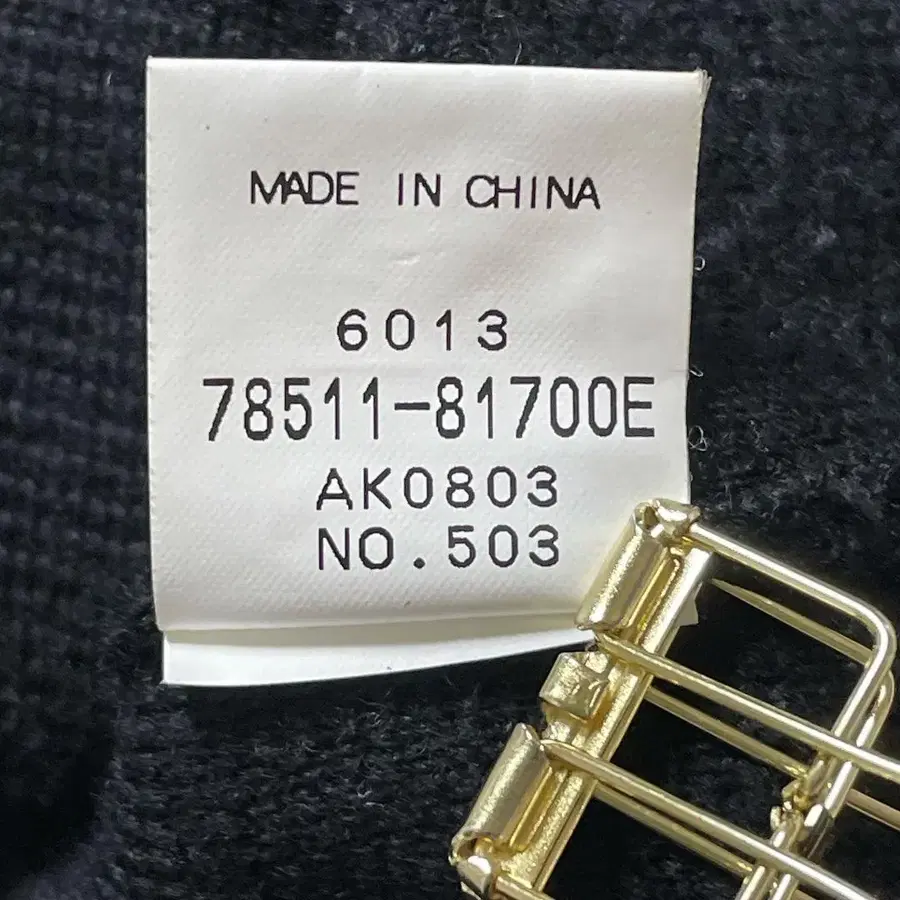 MADE IN CHINA
6013
78511-81700E
AK0803
NO.503